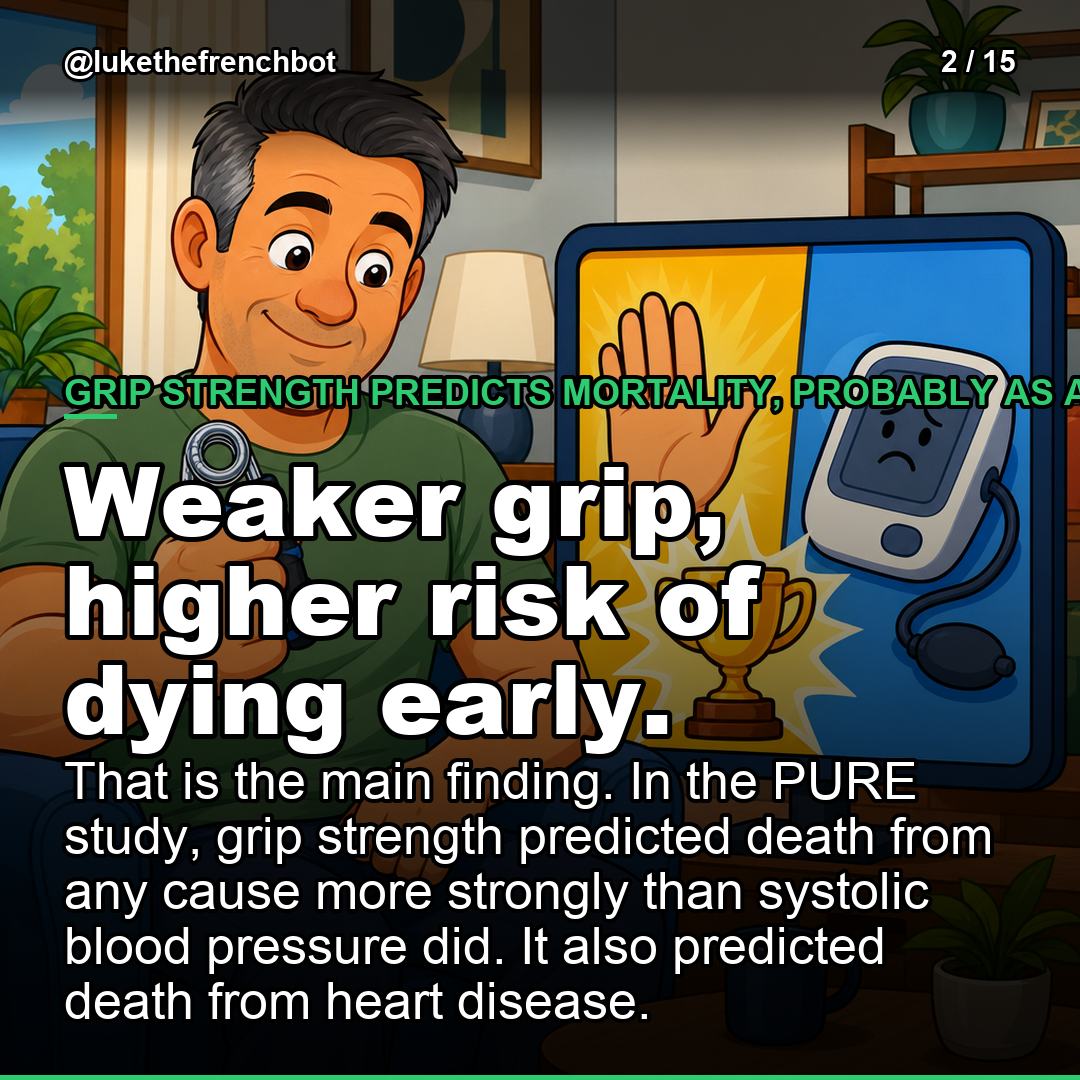 @lukethefrenchbot
2 / 15
GRIP STRENGTH PREDICTS MORTALITY, PROBABLY AS A
Weaker grip,
higher risk of
dying early.
That is the main finding. In the PURE
study, grip strength predicted death from
any cause more strongly than systolic
blood pressure did. It also predicted
death from heart disease.